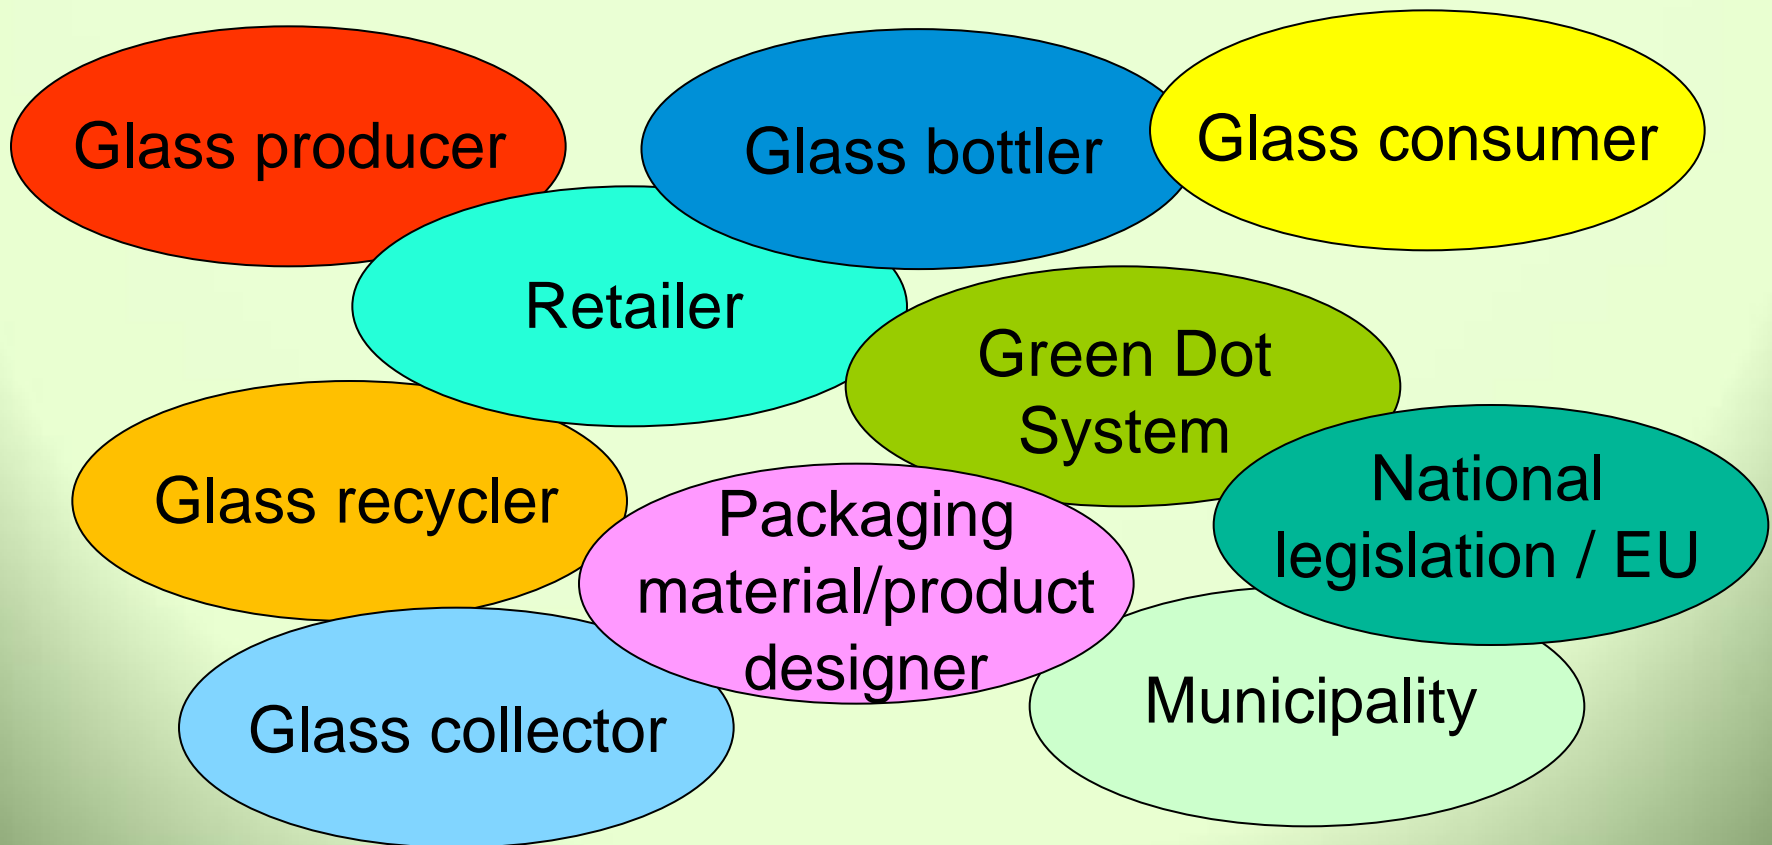 Glass producer
Glass bottler
Glass consumer
Retailer
Green Dot
System
Glass recycler
Packaging
material/product
designer
National
legislation / EU
Glass collector
Municipality